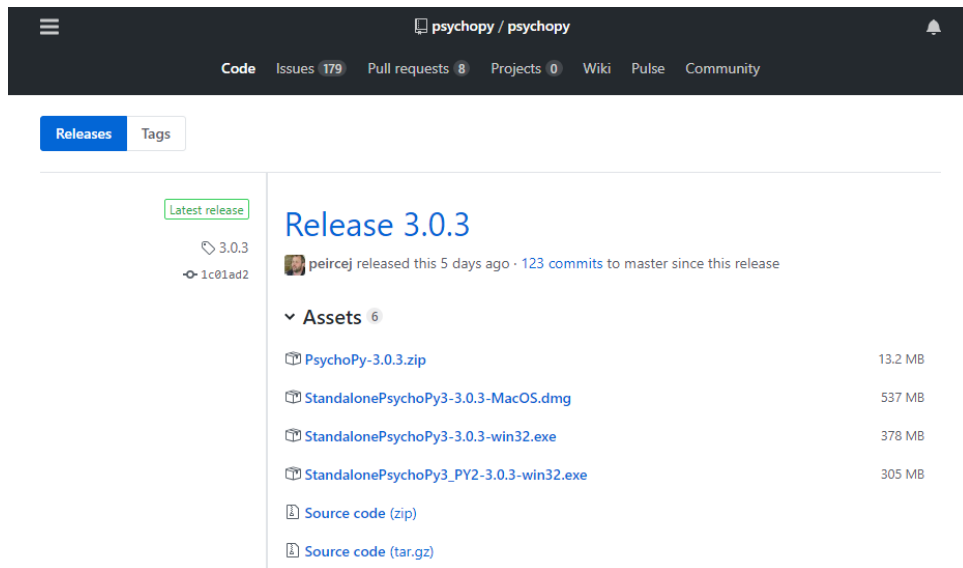 psychopy / psychopy
Code Issues 179 Pull requests 8 Projects 0 Wiki Pulse Community
Releases Tags
Latest release
3.0.3
1c01ad2
Release 3.0.3
peircej released this 5 days ago · 123 commits to master since this release
Assets 6
PsychoPy-3.0.3.zip 13.2 MB
StandalonePsychoPy3-3.0.3-MacOS.dmg 537 MB
StandalonePsychoPy3-3.0.3-win32.exe 378 MB
StandalonePsychoPy3_PY2-3.0.3-win32.exe 305 MB
Source code (zip)
Source code (tar.gz)